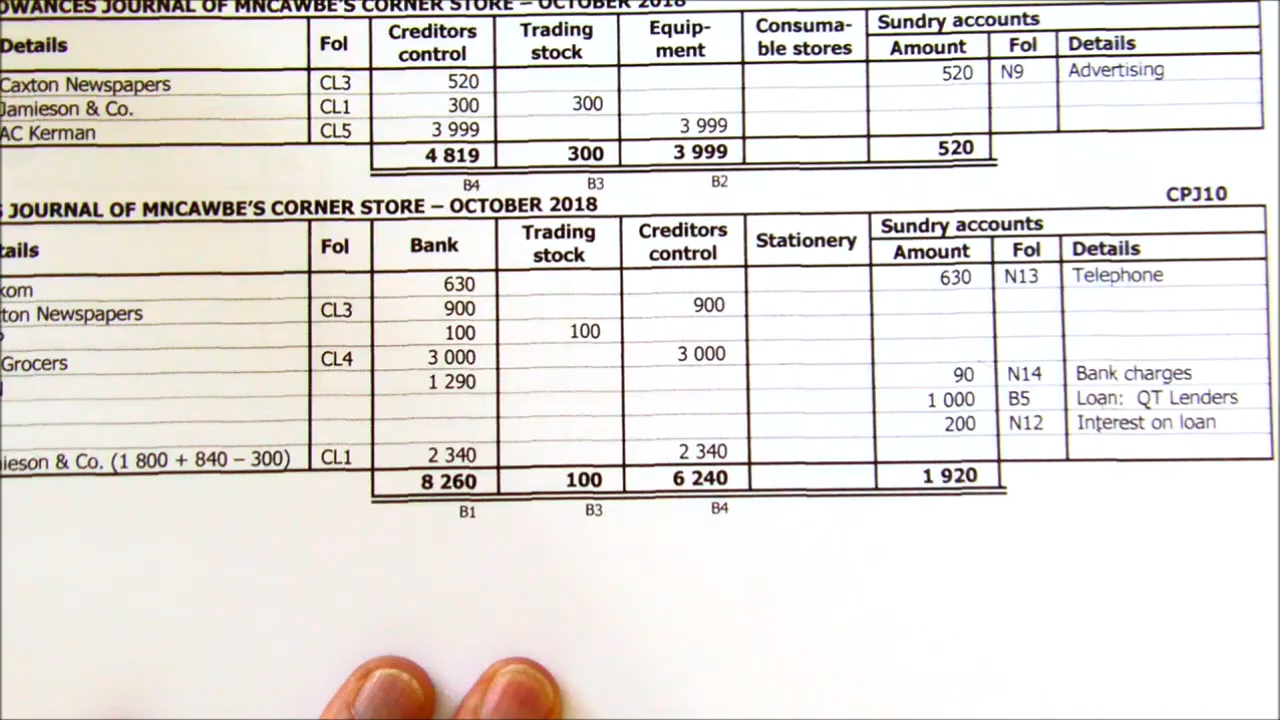 OWANCES JOURNAL OF MNCAWBE'S CORNER STORE – OCTOBER 2018
Details Fol Creditors control Trading stock Equip-ment Consuma-ble stores Sundry accounts
Amount Fol Details
Caxton Newspapers CL3 520 520 N9 Advertising
Jamieson & Co. CL1 300 300
AC Kerman CL5 3 999 3 999
4 819 300 3 999 520
B4 B3 B2
JOURNAL OF MNCAWBE'S CORNER STORE – OCTOBER 2018 CPJ10
tails Fol Bank Trading stock Creditors control Stationery Sundry accounts
Amount Fol Details
kom 630 630 N13 Telephone
ton Newspapers CL3 900 900
100 100
Grocers CL4 3 000 3 000
1 290 90 N14 Bank charges
1 000 B5 Loan: QT Lenders
200 N12 Interest on loan
ieson & Co. (1 800 + 840 – 300) CL1 2 340 2 340
8 260 100 6 240 1 920
B1 B3 B4